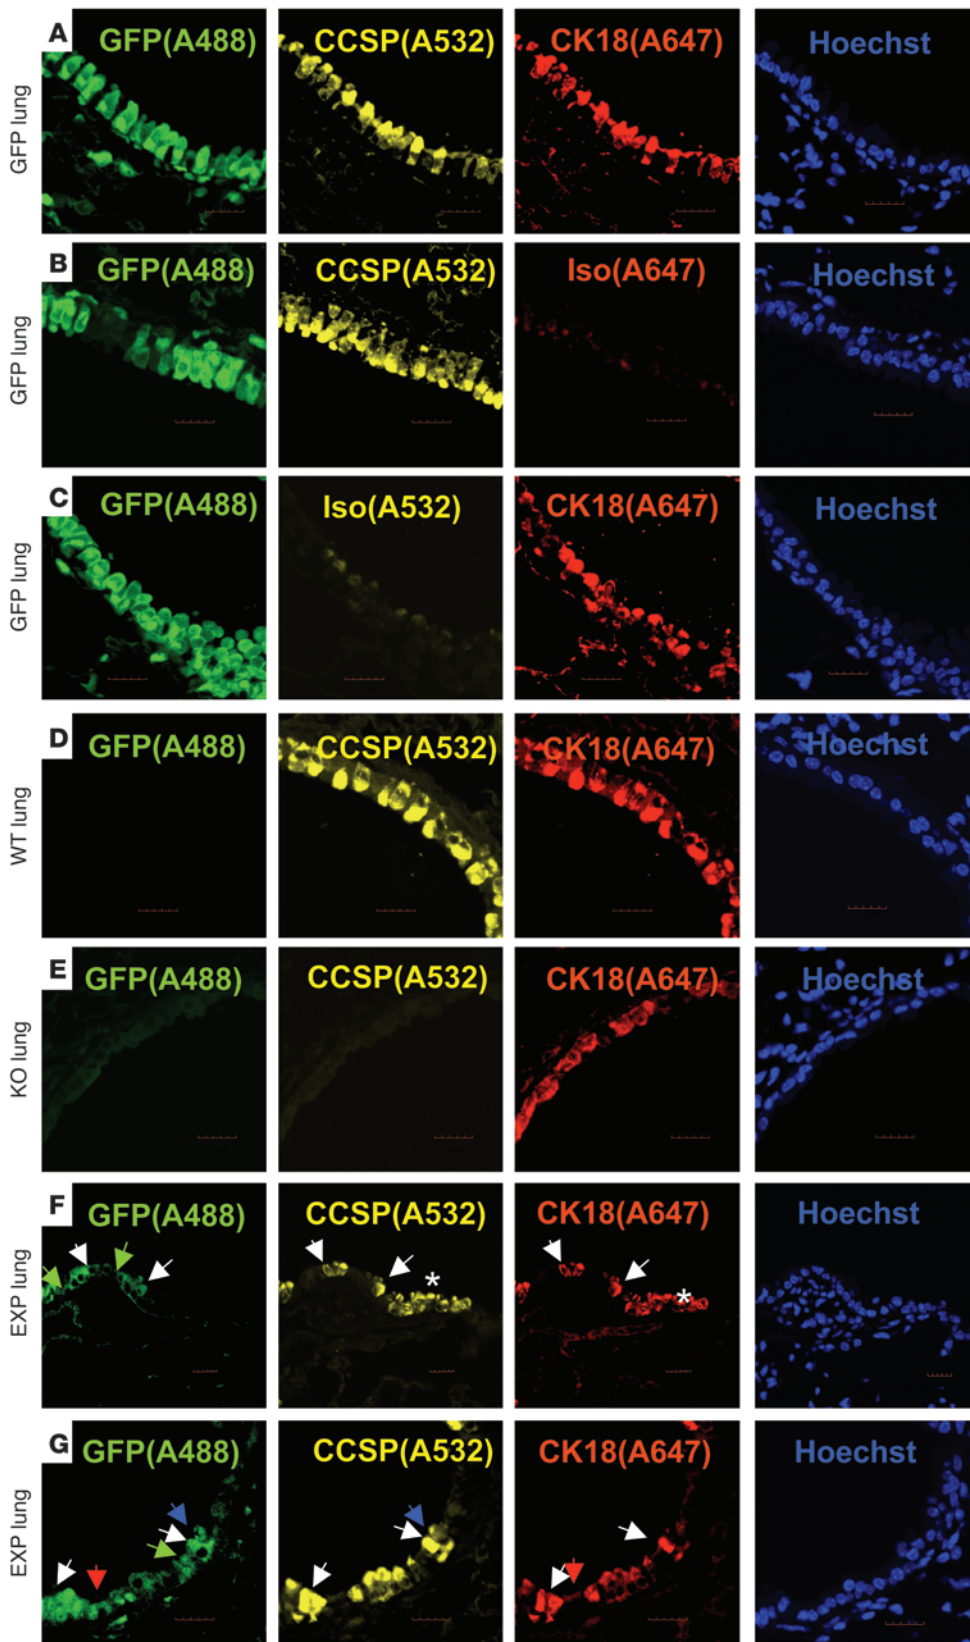 A GFP(A488) CCSP(A532) CK18(A647) Hoechst
GFP lung
B GFP(A488) CCSP(A532) Iso(A647) Hoechst
GFP lung
C GFP(A488) Iso(A532) CK18(A647) Hoechst
GFP lung
D GFP(A488) CCSP(A532) CK18(A647) Hoechst
WT lung
E GFP(A488) CCSP(A532) CK18(A647) Hoechst
KO lung
F GFP(A488) CCSP(A532) CK18(A647) Hoechst
EXP lung
* *
G GFP(A488) CCSP(A532) CK18(A647) Hoechst
EXP lung